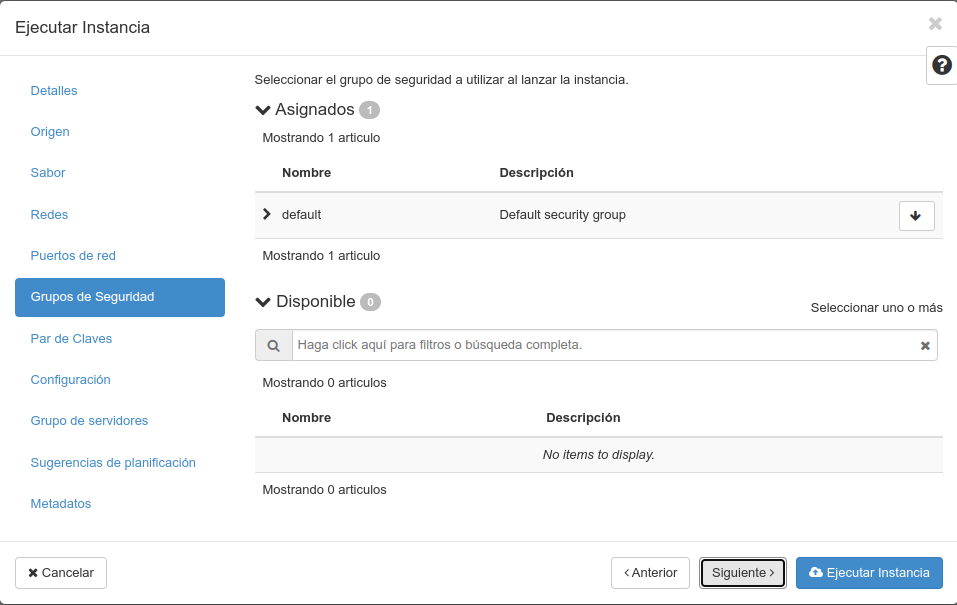 Ejecutar Instancia
Detalles
Origen
Sabor
Redes
Puertos de red
Grupos de Seguridad
Par de Claves
Configuración
Grupo de servidores
Sugerencias de planificación
Metadatos
Seleccionar el grupo de seguridad a utilizar al lanzar la instancia.
Asignados 1
Mostrando 1 articulo
Nombre Descripción
default Default security group
Mostrando 1 articulo
Disponible 0
Seleccionar uno o más
Haga click aquí para filtros o búsqueda completa.
Mostrando 0 articulos
Nombre Descripción
No items to display.
Mostrando 0 articulos
Cancelar
Anterior
Siguiente
Ejecutar Instancia